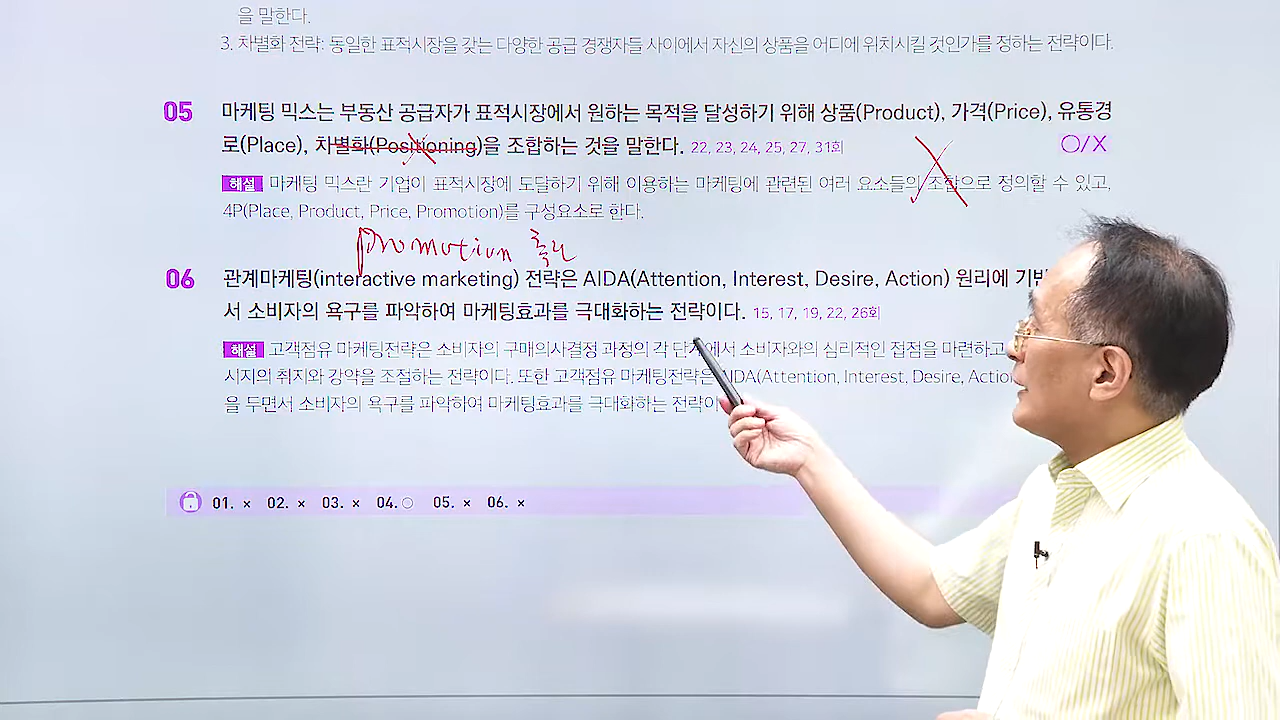 을 말한다.
3. 차별화 전략: 동일한 표적시장을 갖는 다양한 공급 경쟁자들 사이에서 자신의 상품을 어디에 위치시킬 것인가를 정하는 전략이다.
05 마케팅 믹스는 부동산 공급자가 표적시장에서 원하는 목적을 달성하기 위해 상품(Product), 가격(Price), 유통경
로(Place), 차별화(Positioning)을 조합하는 것을 말한다. 22, 23, 24, 25, 27, 31회 O/X
해설 마케팅 믹스란 기업이 표적시장에 도달하기 위해 이용하는 마케팅에 관련된 여러 요소들의 조합으로 정의할 수 있고,
4P(Place, Product, Price, Promotion)를 구성요소로 한다.
promotion
06 관계마케팅(interactive marketing) 전략은 AIDA(Attention, Interest, Desire, Action) 원리에 기반
서 소비자의 욕구를 파악하여 마케팅효과를 극대화하는 전략이다. 15, 17, 19, 22, 26회
해설 고객점유 마케팅전략은 소비자의 구매의사결정 과정의 각 단계에서 소비자와의 심리적인 접점을 마련하고
시지의 취지와 강약을 조절하는 전략이다. 또한 고객점유 마케팅전략은 AIDA(Attention, Interest, Desire, Action
을 두면서 소비자의 욕구를 파악하여 마케팅효과를 극대화하는 전략이
01. × 02. × 03. × 04. ○ 05. × 06. ×